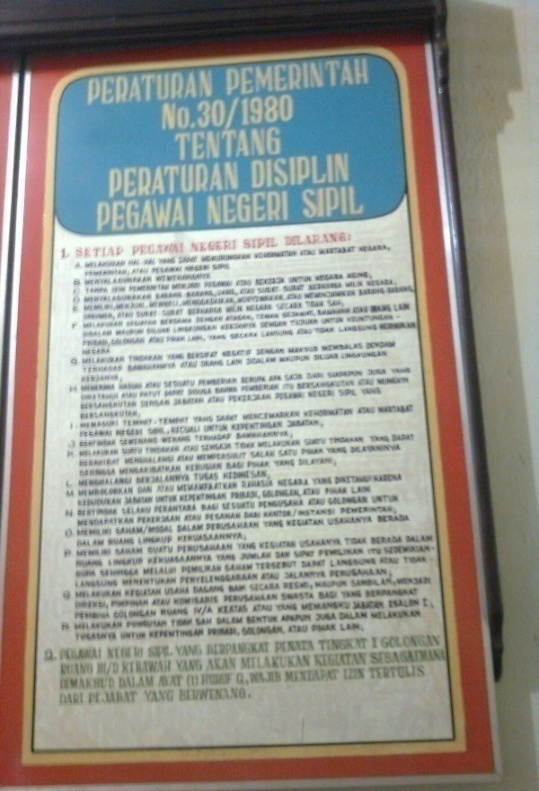 PERATURAN PEMERINTAH
No.30/1980
TENTANG
PERATURAN DISIPLIN
PEGAWAI NEGERI SIPIL
1. SETIAP PEGAWAI NEGERI SIPIL DILARANG:
A. MELAKUKAN HAL-HAL YANG DAPAT MENURUNKAN KEHORMATAN ATAU MARTABAT NEGARA,
PEMERINTAH, ATAU PEGAWAI NEGERI SIPIL
B. MENYALAGUNAKAN WEWENANGNYA
C. TANPA IZIN PEMERINTAH MENJADI PEGAWAI ATAU BEKERJA UNTUK NEGARA ASING,
D. MENYALAGUNAKAN BARANG-BARANG, UANG, ATAU SURAT-SURAT BERHARGA MILIK NEGARA,
E. MEMILIKI, MENJUAL, MEMBELI, MENGGADAIKAN, MENYEWAKAN, ATAU MEMINJAMKAN BARANG-BARANG,
DOKUMEN, ATAU SURAT-SURAT BERHARGA MILIK NEGARA SECARA TIDAK SAH,
F. MELAKUKAN KEGIATAN BERSAMA DENGAN ATASAN, TEMAN SEJAWAT, BAWAHAN ATAU ORANG LAIN
DIDALAM MAUPUN DILUAR LINGKUNGAN KERJANYA DENGAN TUJUAN UNTUK KEUNTUNGAN
PRIBADI, GOLONGAN ATAU PIHAK LAIN, YANG SECARA LANGSUNG ATAU TIDAK LANGSUNG MERUGIKAN
NEGARA
G. MELAKUKAN TINDAKAN YANG BERSIFAT NEGATIF DENGAN MAKSUD MEMBALAS DENDAM
TERHADAP BAWAHANNYA ATAU ORANG LAIN DIDALAM MAUPUN DILUAR LINGKUNGAN
KERJANYA;
H. MENERIMA HADIAH ATAU SESUATU PEMBERIAN BERUPA APA SAJA DARI SIAPAPUN JUGA YANG
DIKETAHUI ATAU PATUT DAPAT DIDUGA BAHWA PEMBERIAN ITU BERSANGKUTAN ATAU MUNGKIN
BERSANGKUTAN DENGAN JABATAN ATAU PEKERJAAN PEGAWAI NEGERI SIPIL YANG
BERSANGKUTAN,
I. MEMASUKI TEMPAT-TEMPAT YANG DAPAT MENCEMARKAN KEHORMATAN ATAU MARTABAT
PEGAWAI NEGERI SIPIL, KECUALI UNTUK KEPENTINGAN JABATAN;
J. BERTINDAK SEWENANG-WENANG TERHADAP BAWAHANNYA;
K. MELAKUKAN SUATU TINDAKAN ATAU SENGAJA TIDAK MELAKUKAN SUATU TINDAKAN YANG DAPAT
BERAKIBAT MENGHALANGI ATAU MEMPERSULIT SALAH SATU PIHAK YANG DILAYANINYA
SEHINGGA MENGAKIBATKAN KERUGIAN BAGI PIHAK YANG DILAYANI;
L. MENGHALANGI BERJALANNYA TUGAS KEDINASAN;
M. MEMBOCORKAN DAN ATAU MEMANFAATKAN RAHASIA NEGARA YANG DIKETAHUI KARENA
KEDUDUKAN JABATAN UNTUK KEPENTINGAN PRIBADI, GOLONGAN, ATAU PIHAK LAIN
N. BERTINDAK SELAKU PERANTARA BAGI SESUATU PENGUSAHA ATAU GOLONGAN UNTUK
MENDAPATKAN PEKERJAAN ATAU PESANAN DARI KANTOR/INSTANSI PEMERINTAH;
O. MEMILIKI SAHAM/MODAL DALAM PERUSAHAAN YANG KEGIATAN USAHANYA BERADA
DALAM RUANG LINGKUP KEKUASAANNYA;
P. MEMILIKI SAHAM SUATU PERUSAHAAN YANG KEGIATAN USAHANYA TIDAK BERADA DALAM
RUANG LINGKUP KEKUASAANNYA YANG JUMLAH DAN SIFAT PEMILIKAN ITU SEDEMIKIAN-
RUPA SEHINGGA MELALUI PEMILIKAN SAHAM TERSEBUT DAPAT LANGSUNG ATAU TIDAK-
LANGSUNG MENENTUKAN PENYELENGGARAAN ATAU JALANNYA PERUSAHAAN;
Q. MELAKUKAN KEGIATAN USAHA DAGANG BAIK SECARA RESMI, MAUPUN SAMBILAN, MENJADI
DIREKSI, PIMPINAN ATAU KOMISARIS PERUSAHAAN SWASTA BAGI YANG BERPANGKAT
PEMBINA GOLONGAN RUANG IV/A KEATAS ATAU YANG MEMANGKU JABATAN ESALON I;
R. MELAKUKAN PUNGUTAN TIDAK SAH DALAM BENTUK APAPUN JUGA DALAM MELAKUKAN
TUGASNYA UNTUK KEPENTINGAN PRIBADI, GOLONGAN, ATAU PIHAK LAIN;
2. PEGAWAI NEGERI SIPIL YANG BERPANGKAT PENATA TINGKAT I GOLONGAN
RUANG III/D KEBAWAH YANG AKAN MELAKUKAN KEGIATAN SEBAGAIMANA
DIMAKSUD DALAM AYAT (1) HURUF Q, WAJIB MENDAPAT IZIN TERTULIS
DARI PEJABAT YANG BERWENANG.